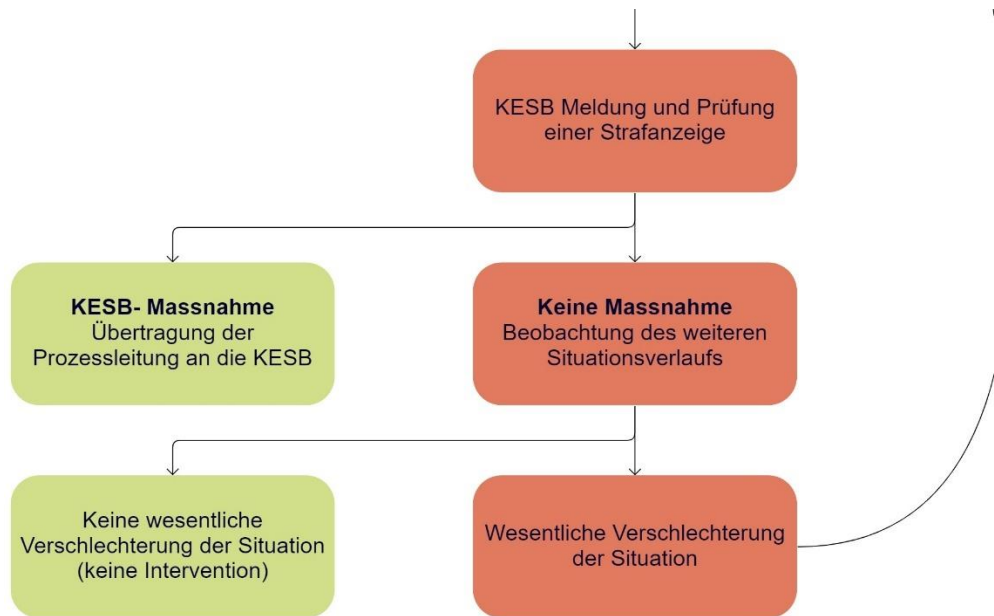 KESB Meldung und Prüfung
einer Strafanzeige
KESB- Massnahme
Übertragung der
Prozessleitung an die KESB
Keine Massnahme
Beobachtung des weiteren
Situationsverlaufs
Keine wesentliche
Verschlechterung der Situation
(keine Intervention)
Wesentliche Verschlechterung
der Situation